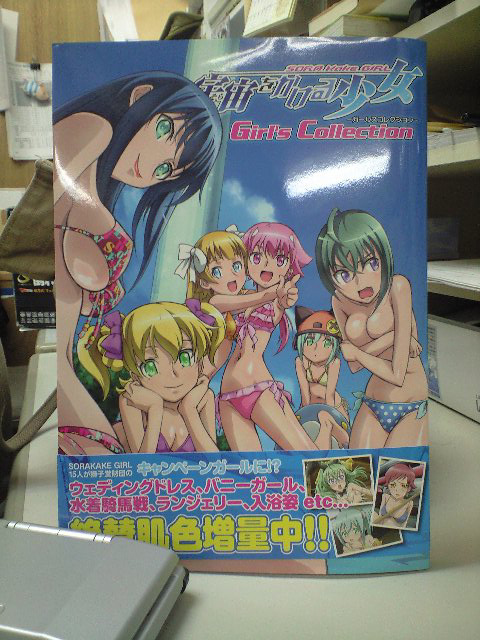 SORA Kake GIRL
宇宙をかける少女
ガールズコレクション
Girl's Collection
SORAKAKE GIRL
15人が獅子堂財団の
キャンペーンガールに!?
ウェディングドレス、バニーガール、
水着騎馬戦、ランジェリー、入浴姿 etc...
絶賛肌色増量中!!